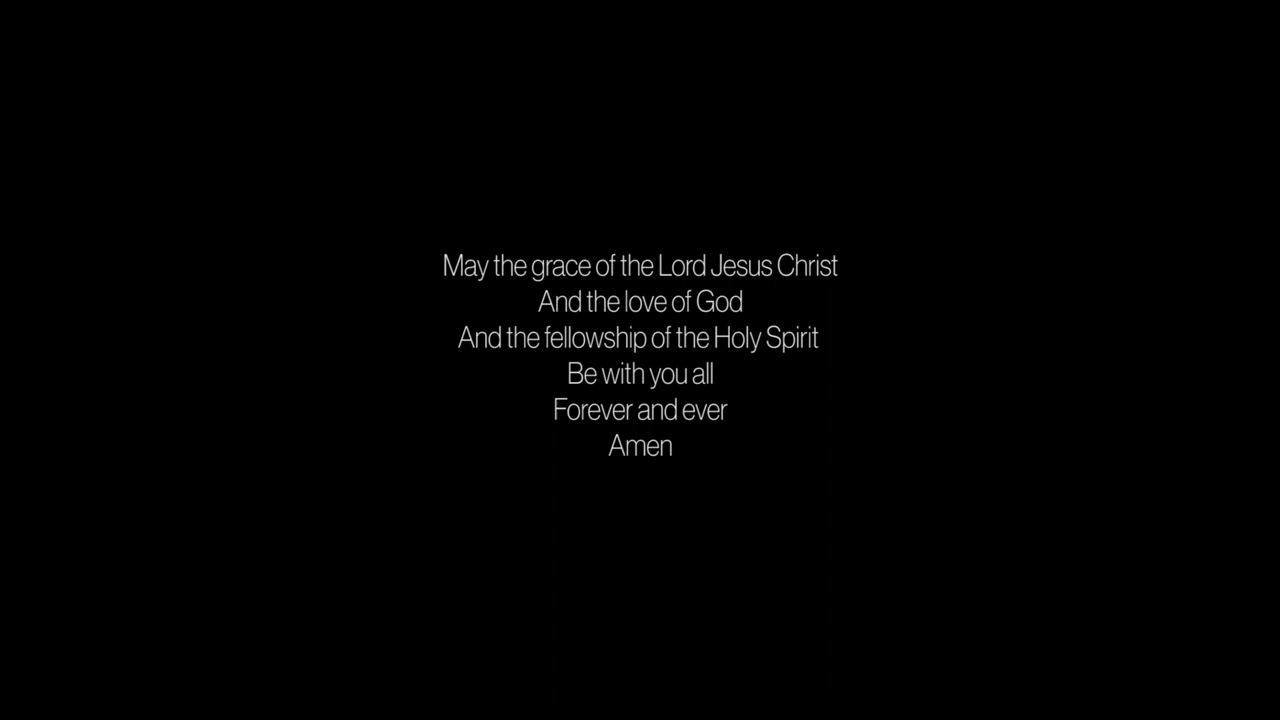 May the grace of the Lord Jesus Christ
And the love of God
And the fellowship of the Holy Spirit
Be with you all
Forever and ever
Amen